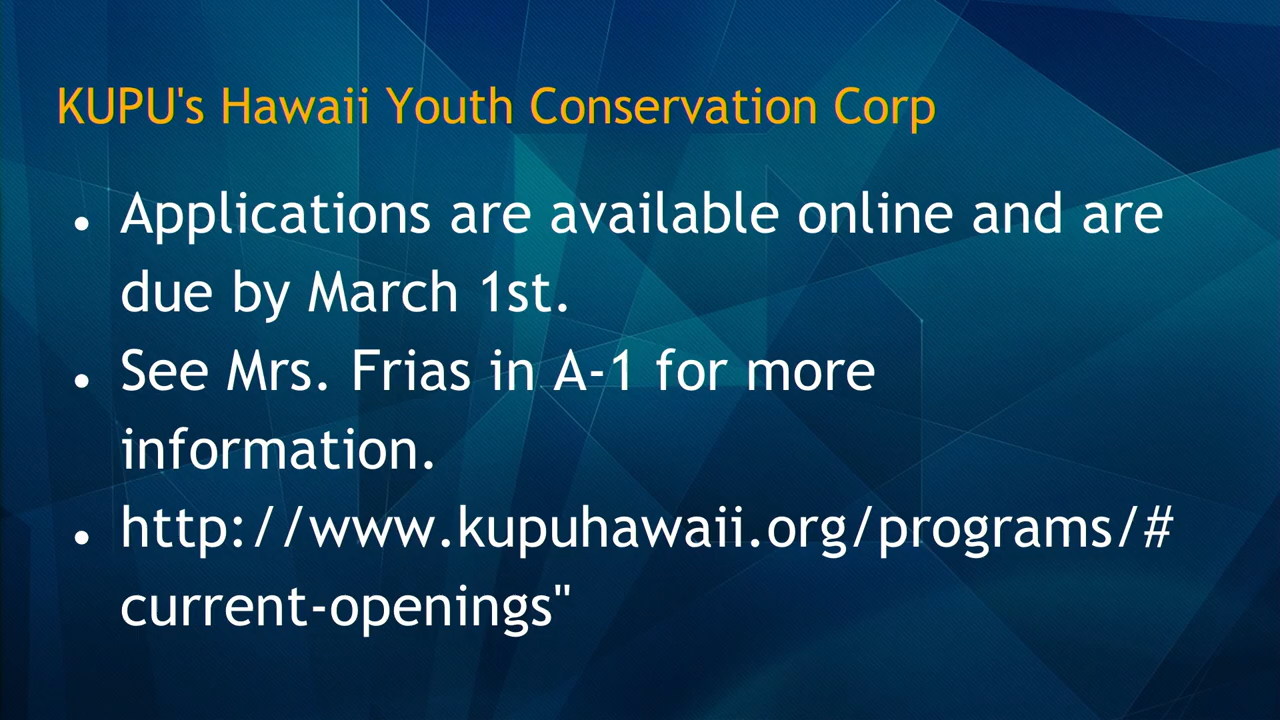 KUPU's Hawaii Youth Conservation Corp
• Applications are available online and are
due by March 1st.
• See Mrs. Frias in A-1 for more
information.
• http://www.kupuhawaii.org/programs/#
current-openings"